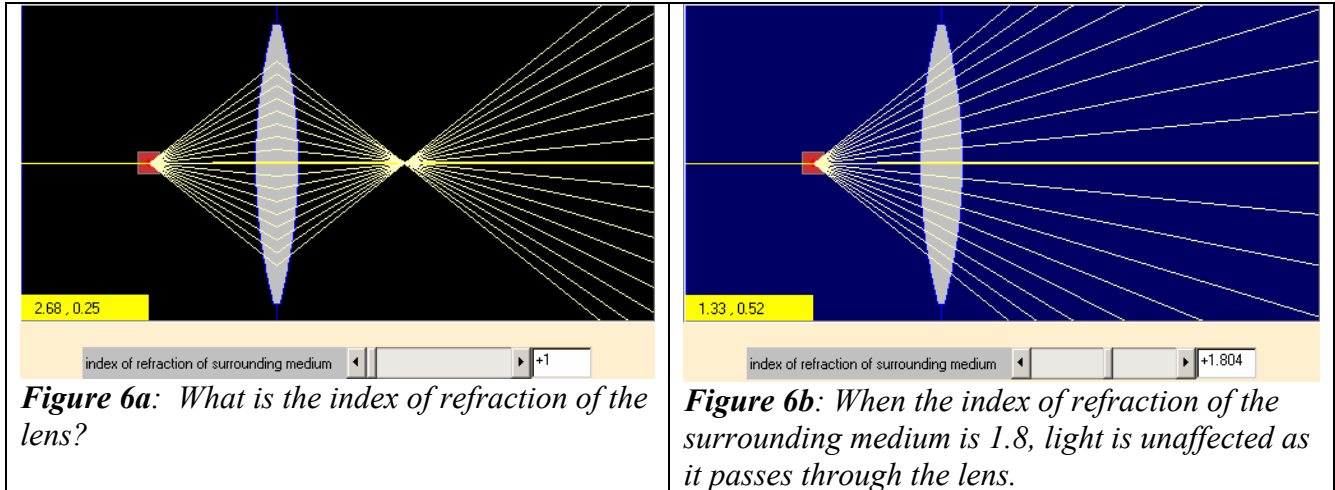 2.68 , 0.25
index of refraction of surrounding medium +1
Figure 6a: What is the index of refraction of the
lens?
1.33 , 0.52
index of refraction of surrounding medium +1.804
Figure 6b: When the index of refraction of the
surrounding medium is 1.8, light is unaffected as
it passes through the lens.